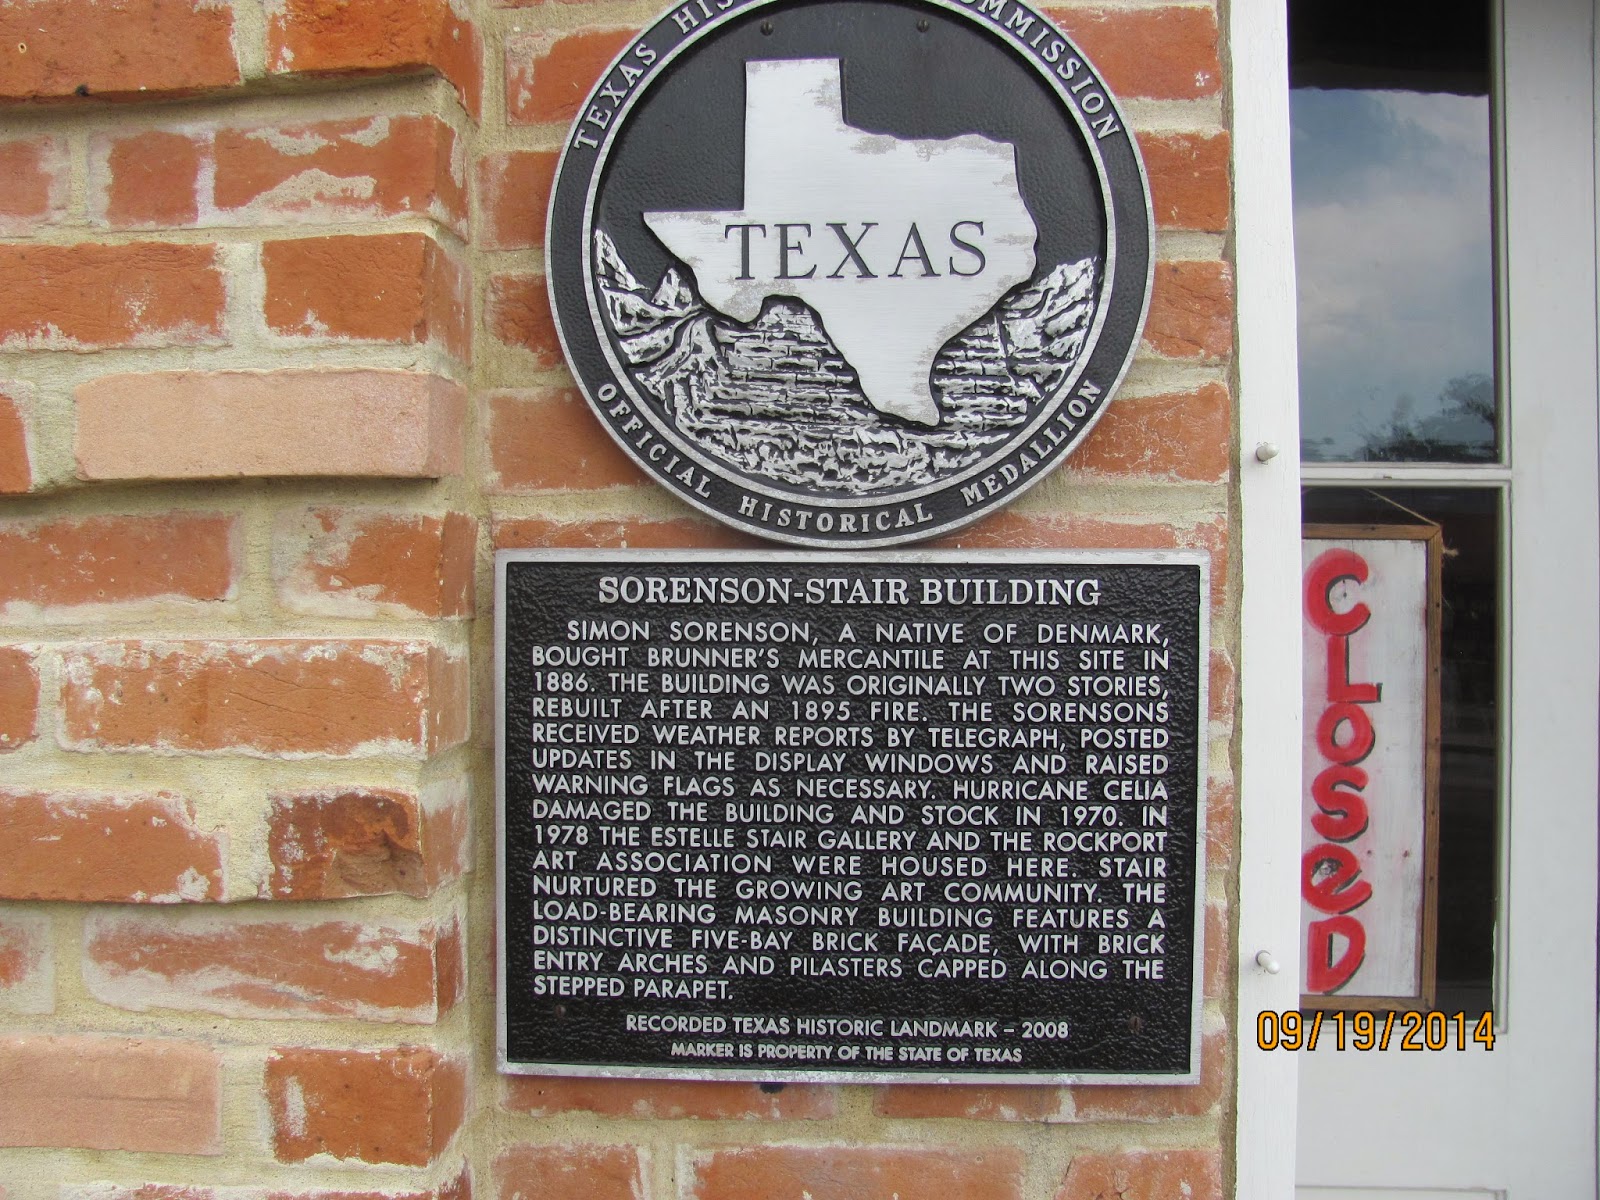 TEXAS HIS OMMISSION
TEXAS
OFFICIAL HISTORICAL MEDALLION
SORENSON-STAIR BUILDING
SIMON SORENSON, A NATIVE OF DENMARK,
BOUGHT BRUNNER'S MERCANTILE AT THIS SITE IN
1886. THE BUILDING WAS ORIGINALLY TWO STORIES,
REBUILT AFTER AN 1895 FIRE. THE SORENSONS
RECEIVED WEATHER REPORTS BY TELEGRAPH, POSTED
UPDATES IN THE DISPLAY WINDOWS AND RAISED
WARNING FLAGS AS NECESSARY. HURRICANE CELIA
DAMAGED THE BUILDING AND STOCK IN 1970. IN
1978 THE ESTELLE STAIR GALLERY AND THE ROCKPORT
ART ASSOCIATION WERE HOUSED HERE. STAIR
NURTURED THE GROWING ART COMMUNITY. THE
LOAD-BEARING MASONRY BUILDING FEATURES A
DISTINCTIVE FIVE-BAY BRICK FAÇADE, WITH BRICK
ENTRY ARCHES AND PILASTERS CAPPED ALONG THE
STEPPED PARAPET.
RECORDED TEXAS HISTORIC LANDMARK – 2008
MARKER IS PROPERTY OF THE STATE OF TEXAS
CLoSeD
09/19/2014